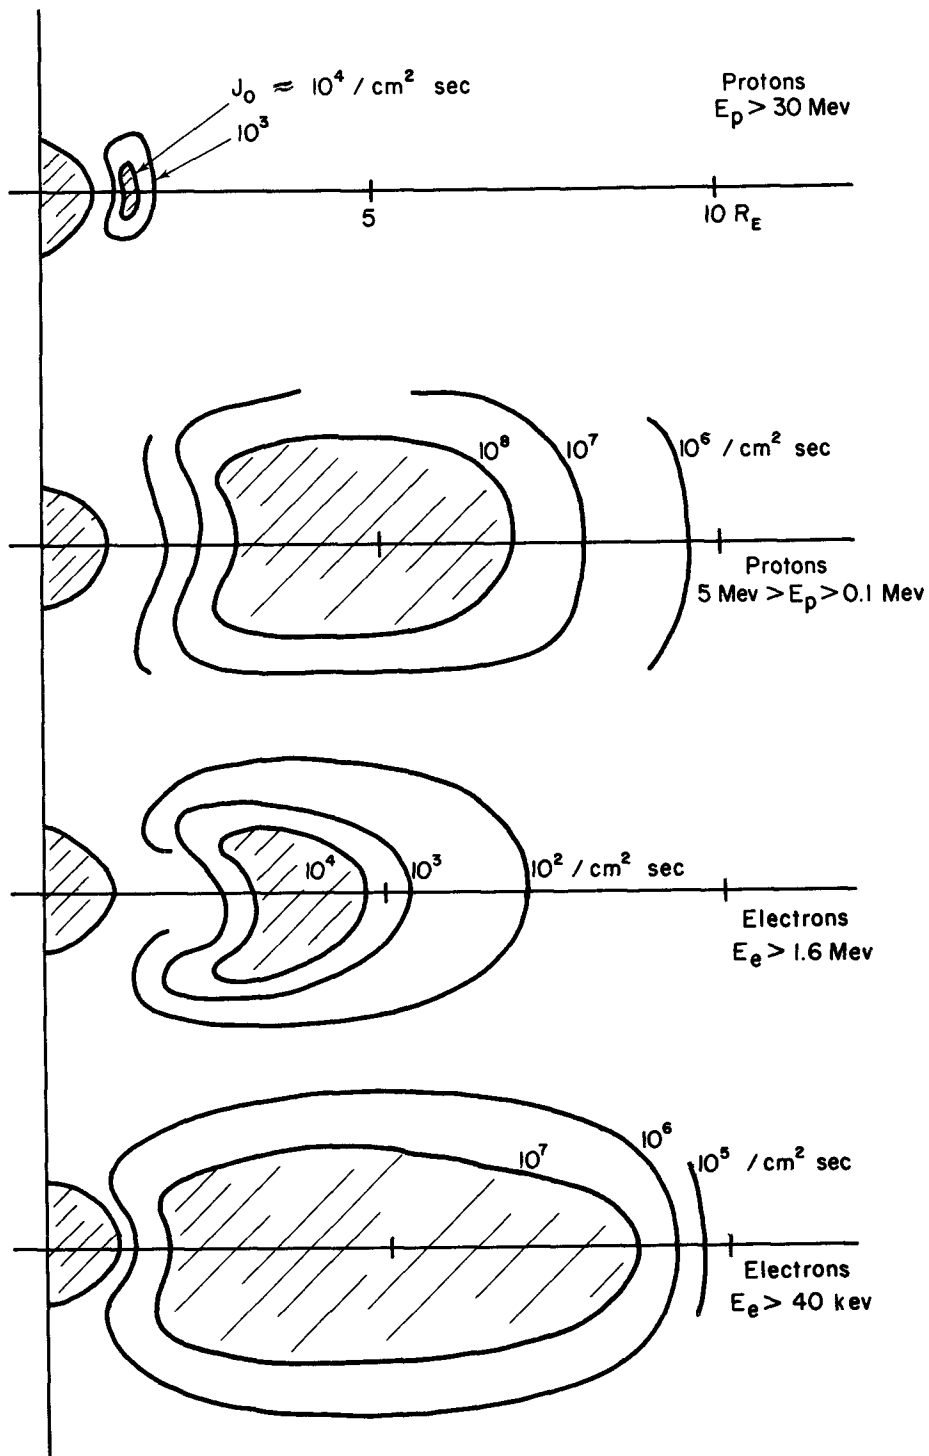 J₀ ≈ 10⁴ / cm² sec
10³
Protons
Eₚ > 30 Mev
5
10 R_E
10⁸
10⁷
10⁶ / cm² sec
Protons
5 Mev > Eₚ > 0.1 Mev
10⁴
10³
10² / cm² sec
Electrons
Eₑ > 1.6 Mev
10⁷
10⁶
10⁵ / cm² sec
Electrons
Eₑ > 40 kev